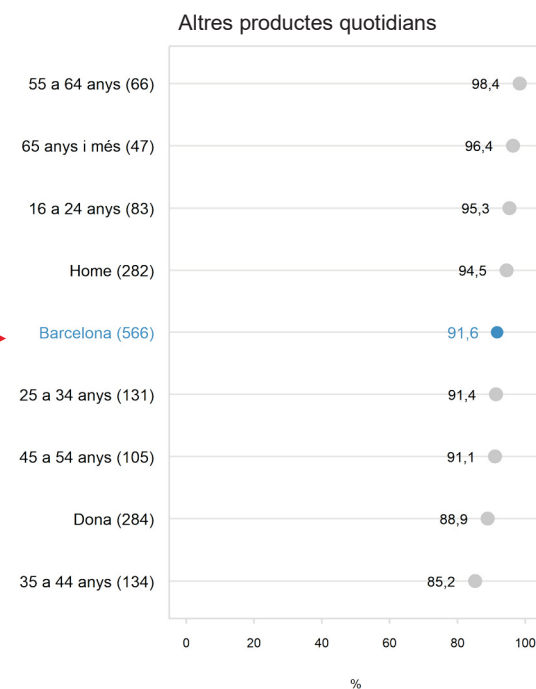 Altres productes quotidians
55 a 64 anys (66) 98,4
65 anys i més (47) 96,4
16 a 24 anys (83) 95,3
Home (282) 94,5
Barcelona (566) 91,6
25 a 34 anys (131) 91,4
45 a 54 anys (105) 91,1
Dona (284) 88,9
35 a 44 anys (134) 85,2
0 20 40 60 80 100
%